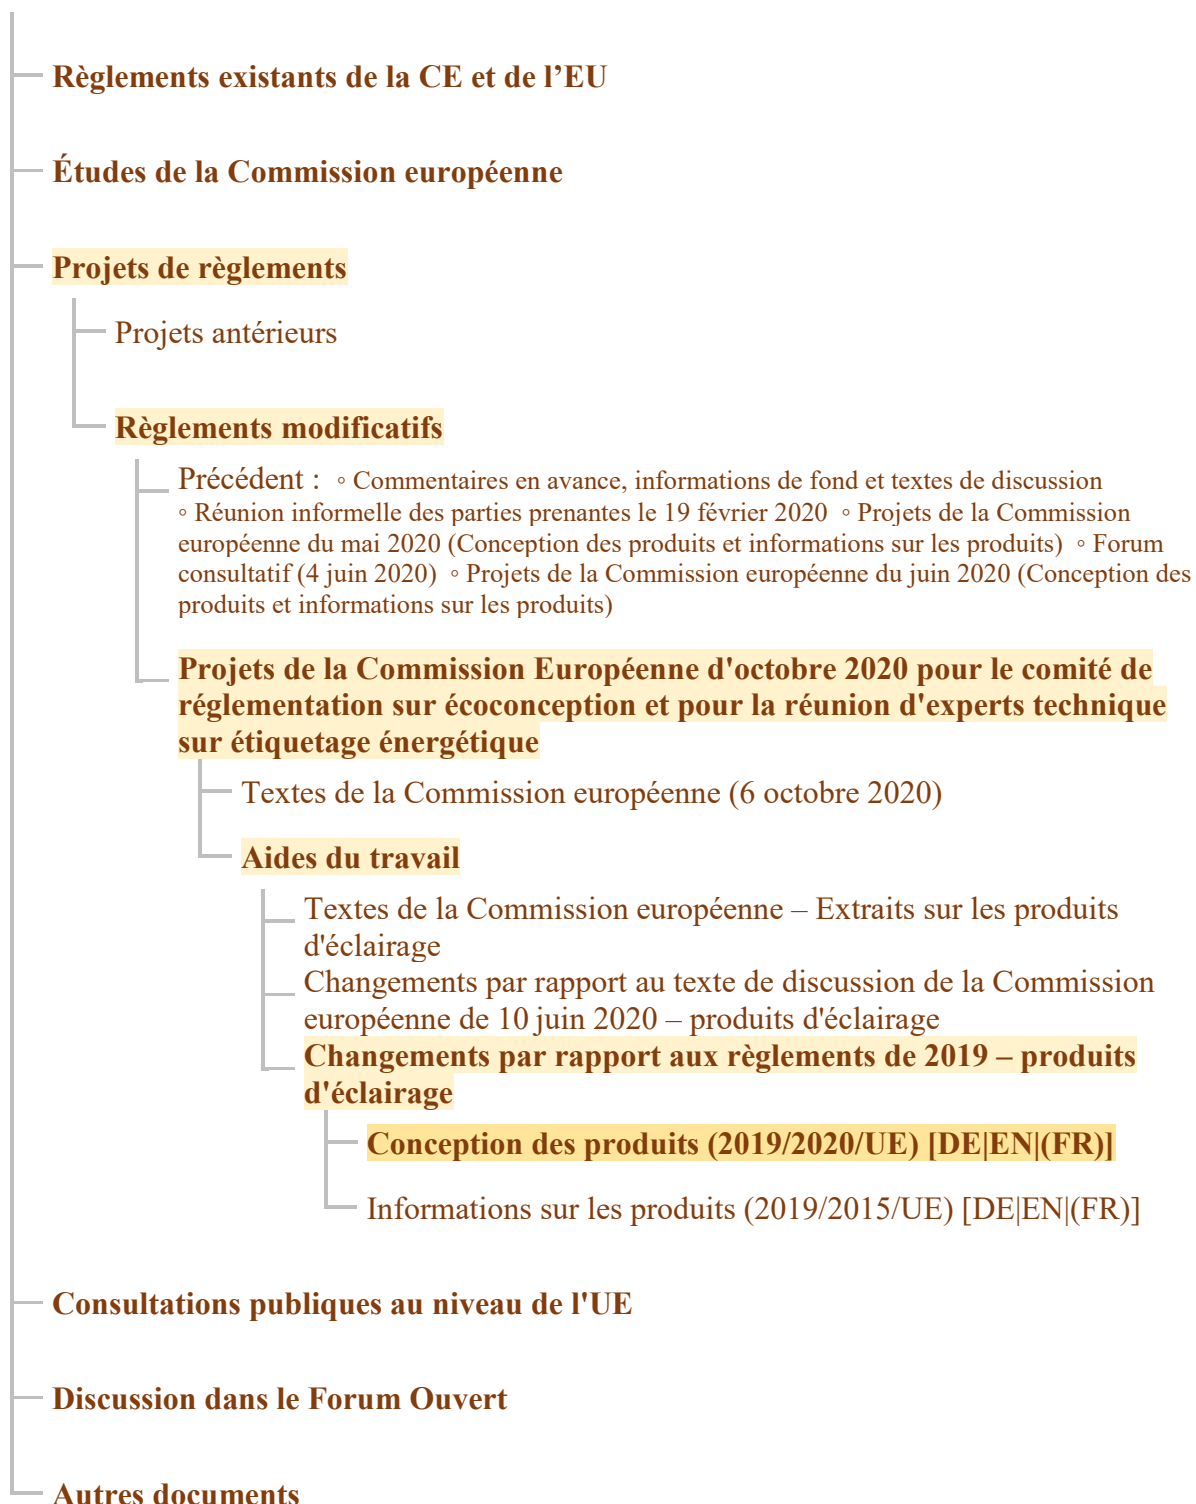 Règlements existants de la CE et de l’EU
Études de la Commission européenne
Projets de règlements
Projets antérieurs
Règlements modificatifs
Précédent : ◦ Commentaires en avance, informations de fond et textes de discussion
◦ Réunion informelle des parties prenantes le 19 février 2020 ◦ Projets de la Commission
européenne du mai 2020 (Conception des produits et informations sur les produits) ◦ Forum
consultatif (4 juin 2020) ◦ Projets de la Commission européenne du juin 2020 (Conception des
produits et informations sur les produits)
Projets de la Commission Européenne d'octobre 2020 pour le comité de
réglementation sur écoconception et pour la réunion d'experts technique
sur étiquetage énergétique
Textes de la Commission européenne (6 octobre 2020)
Aides du travail
Textes de la Commission européenne – Extraits sur les produits
d'éclairage
Changements par rapport au texte de discussion de la Commission
européenne de 10 juin 2020 – produits d'éclairage
Changements par rapport aux règlements de 2019 – produits
d'éclairage
Conception des produits (2019/2020/UE) [DE|EN|(FR)]
Informations sur les produits (2019/2015/UE) [DE|EN|(FR)]
Consultations publiques au niveau de l'UE
Discussion dans le Forum Ouvert
Autres documents